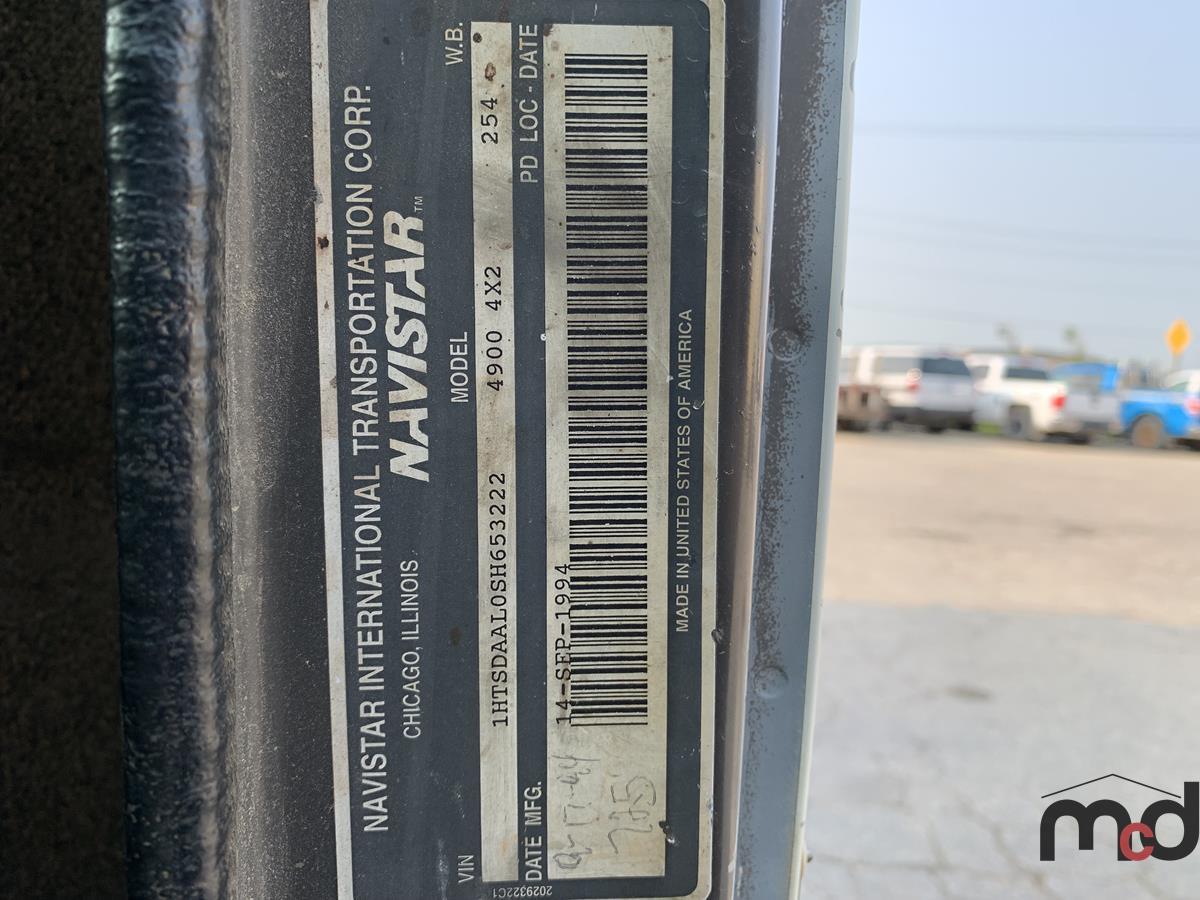 NAVISTAR INTERNATIONAL TRANSPORTATION CORP.
CHICAGO, ILLINOIS NAVISTAR™
VIN MODEL W.B.
1HTSDAAL0SH653222 4900 4X2 254
DATE MFG. PD LOC - DATE
14-SEP-1994
MADE IN UNITED STATES OF AMERICA
2029322C1
mcd